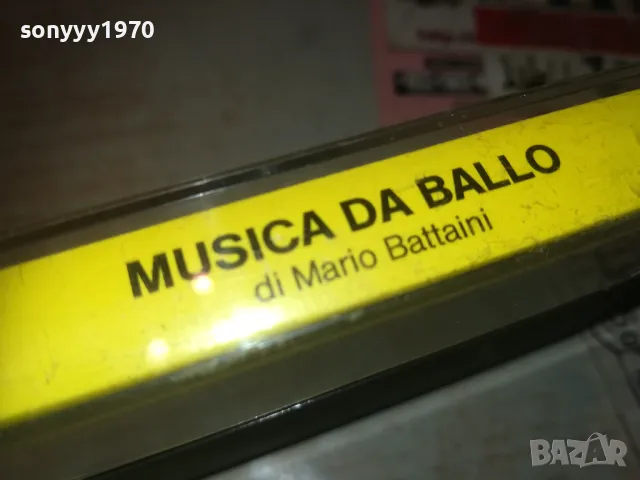 sonyyy1970
MUSICA DA BALLO
di Mario Battaini
BAZAR